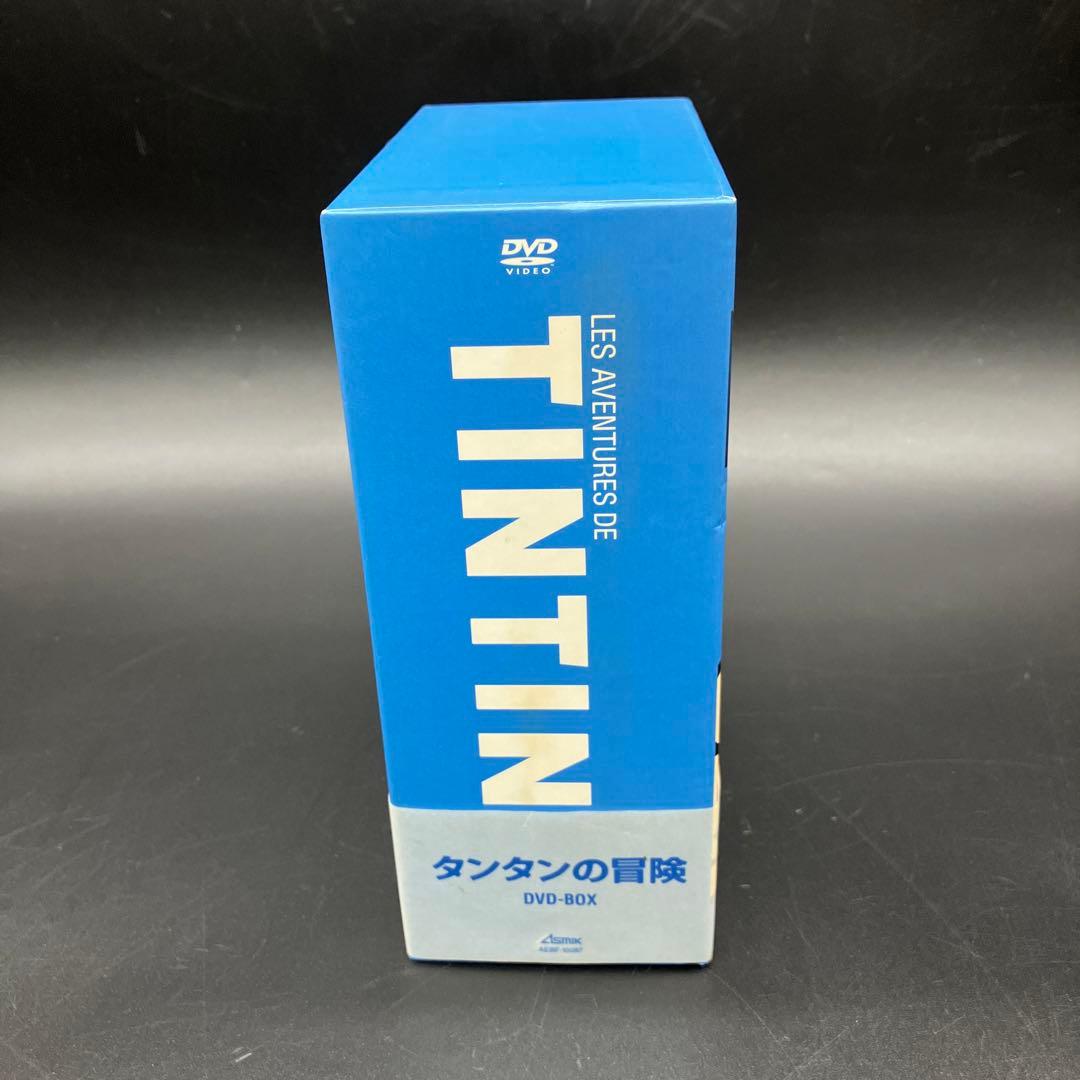 DVD
VIDEO
LES AVENTURES DE
TINTIN
タンタンの冒険
DVD-BOX
Asmik